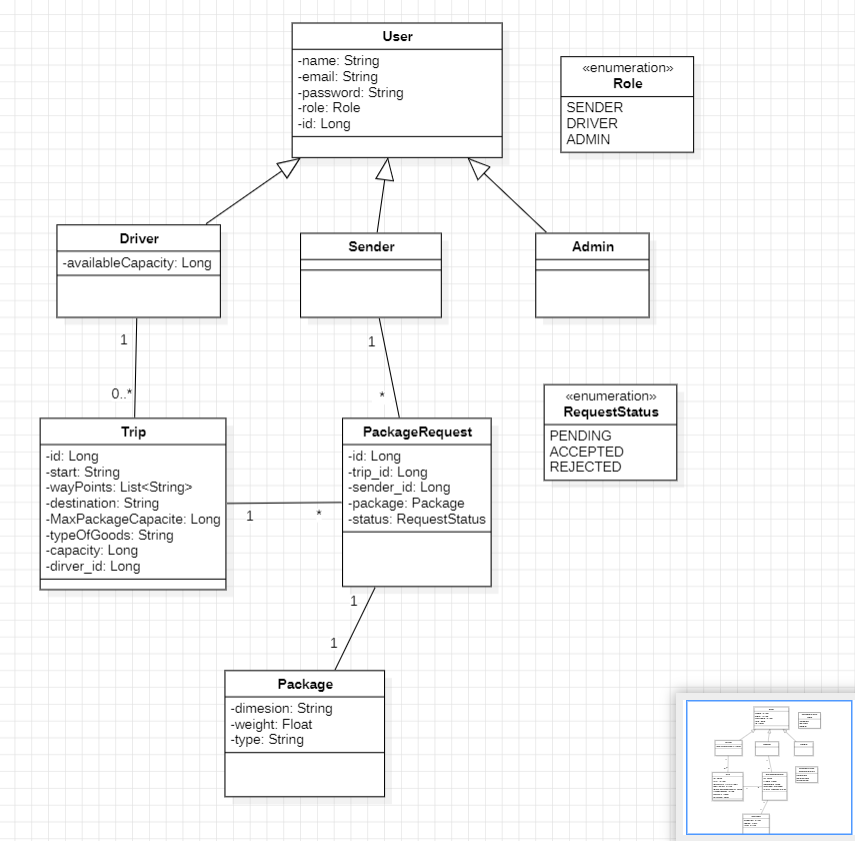 User
-name: String
-email: String
-password: String
-role: Role
-id: Long
«enumeration»
Role
SENDER
DRIVER
ADMIN
Driver
-availableCapacity: Long
Sender
Admin
1
0..*
1
*
Trip
-id: Long
-start: String
-wayPoints: List<String>
-destination: String
-MaxPackageCapacite: Long
-typeOfGoods: String
-capacity: Long
-dirver_id: Long
1
*
PackageRequest
-id: Long
-trip_id: Long
-sender_id: Long
-package: Package
-status: RequestStatus
«enumeration»
RequestStatus
PENDING
ACCEPTED
REJECTED
1
1
Package
-dimesion: String
-weight: Float
-type: String